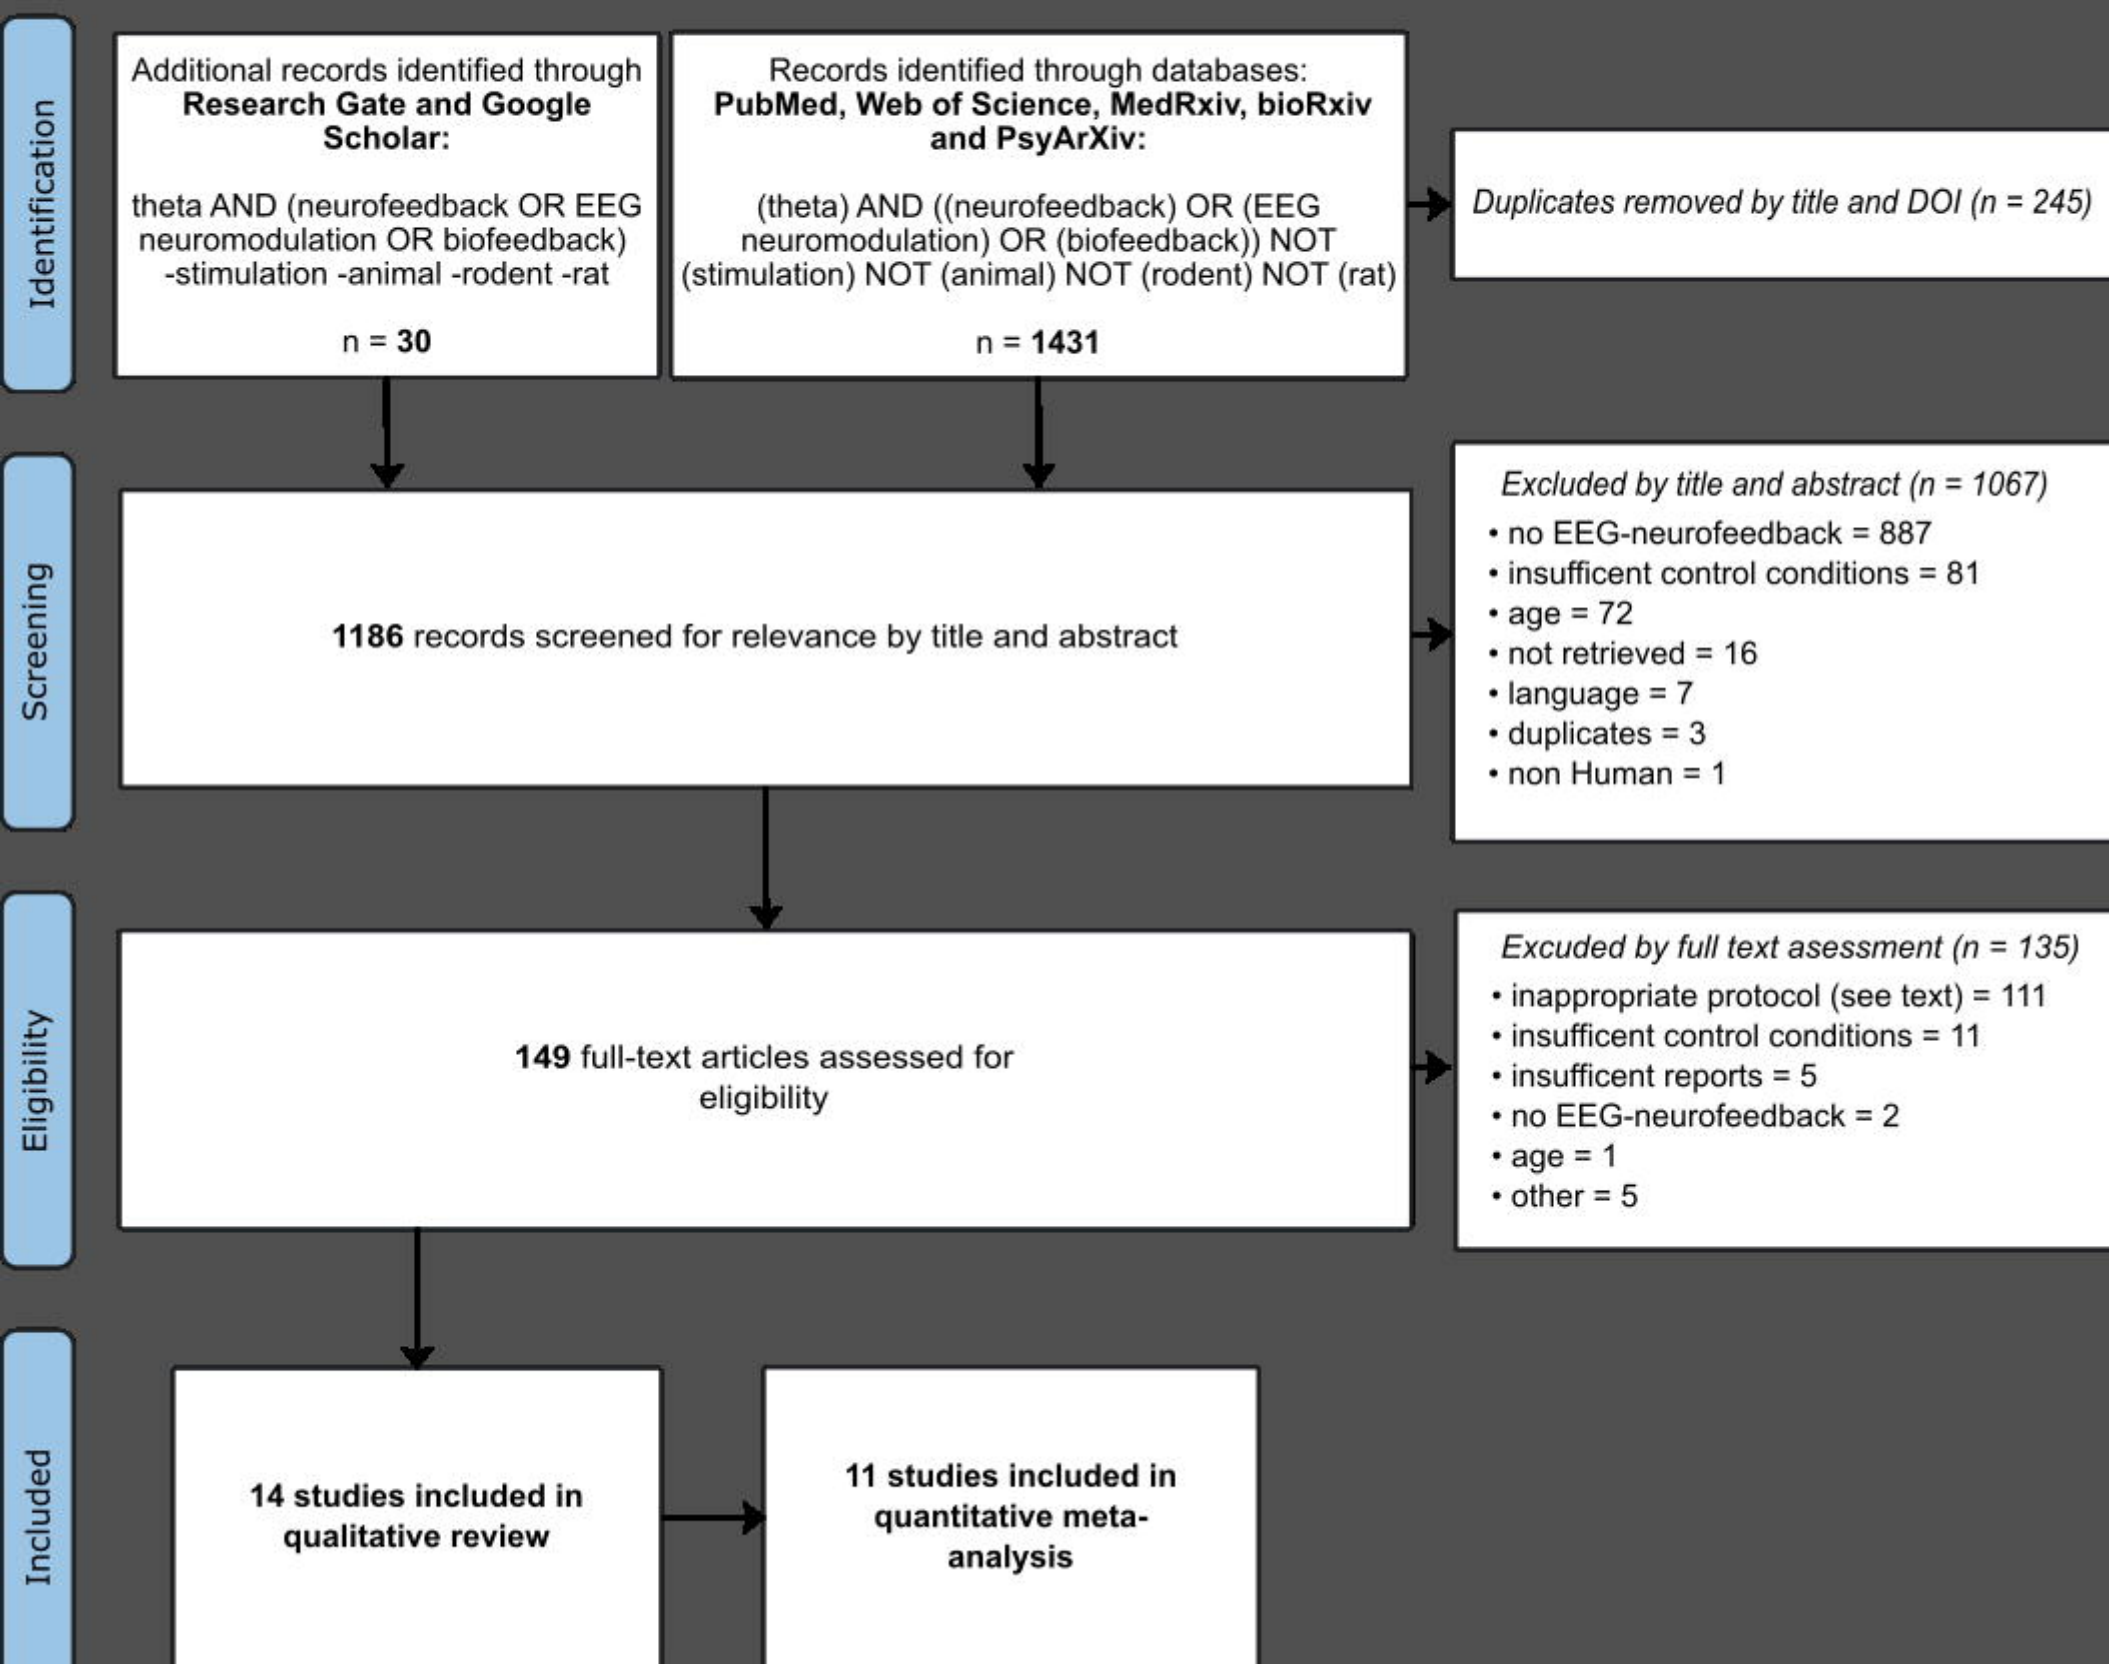 Identification
Additional records identified through
Research Gate and Google
Scholar:
theta AND (neurofeedback OR EEG
neuromodulation OR biofeedback)
-stimulation -animal -rodent -rat
n = 30
Records identified through databases:
PubMed, Web of Science, MedRxiv, bioRxiv
and PsyArXiv:
(theta) AND ((neurofeedback) OR (EEG
neuromodulation) OR (biofeedback)) NOT
(stimulation) NOT (animal) NOT (rodent) NOT (rat)
n = 1431
Duplicates removed by title and DOI (n = 245)
Screening
1186 records screened for relevance by title and abstract
Excluded by title and abstract (n = 1067)
• no EEG-neurofeedback = 887
• insufficent control conditions = 81
• age = 72
• not retrieved = 16
• language = 7
• duplicates = 3
• non Human = 1
Eligibility
149 full-text articles assessed for
eligibility
Excuded by full text asessment (n = 135)
• inappropriate protocol (see text) = 111
• insufficent control conditions = 11
• insufficent reports = 5
• no EEG-neurofeedback = 2
• age = 1
• other = 5
Included
14 studies included in
qualitative review
11 studies included in
quantitative meta-
analysis